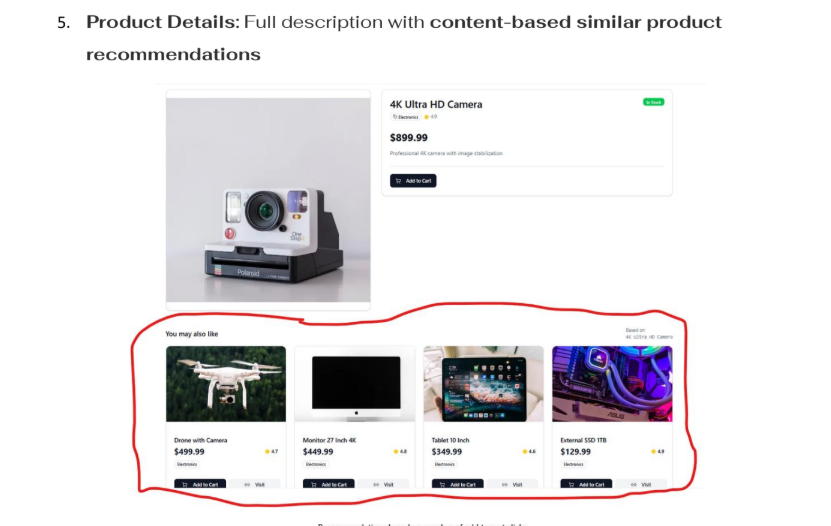 5. Product Details: Full description with content-based similar product
recommendations
4K Ultra HD Camera
In Stock
Electronics 4.9
$899.99
Professional 4K camera with image stabilization
Add to Cart
One
Step
Polaroid
You may also like
Based on
4K Ultra HD Camera
ASUS
Drone with Camera
Monitor 27 Inch 4K
Tablet 10 Inch
External SSD 1TB
$499.99 4.7
$449.99 4.8
$349.99 4.6
$129.99 4.9
Electronics
Electronics
Electronics
Electronics
Add to Cart Visit
Add to Cart Visit
Add to Cart Visit
Add to Cart Visit